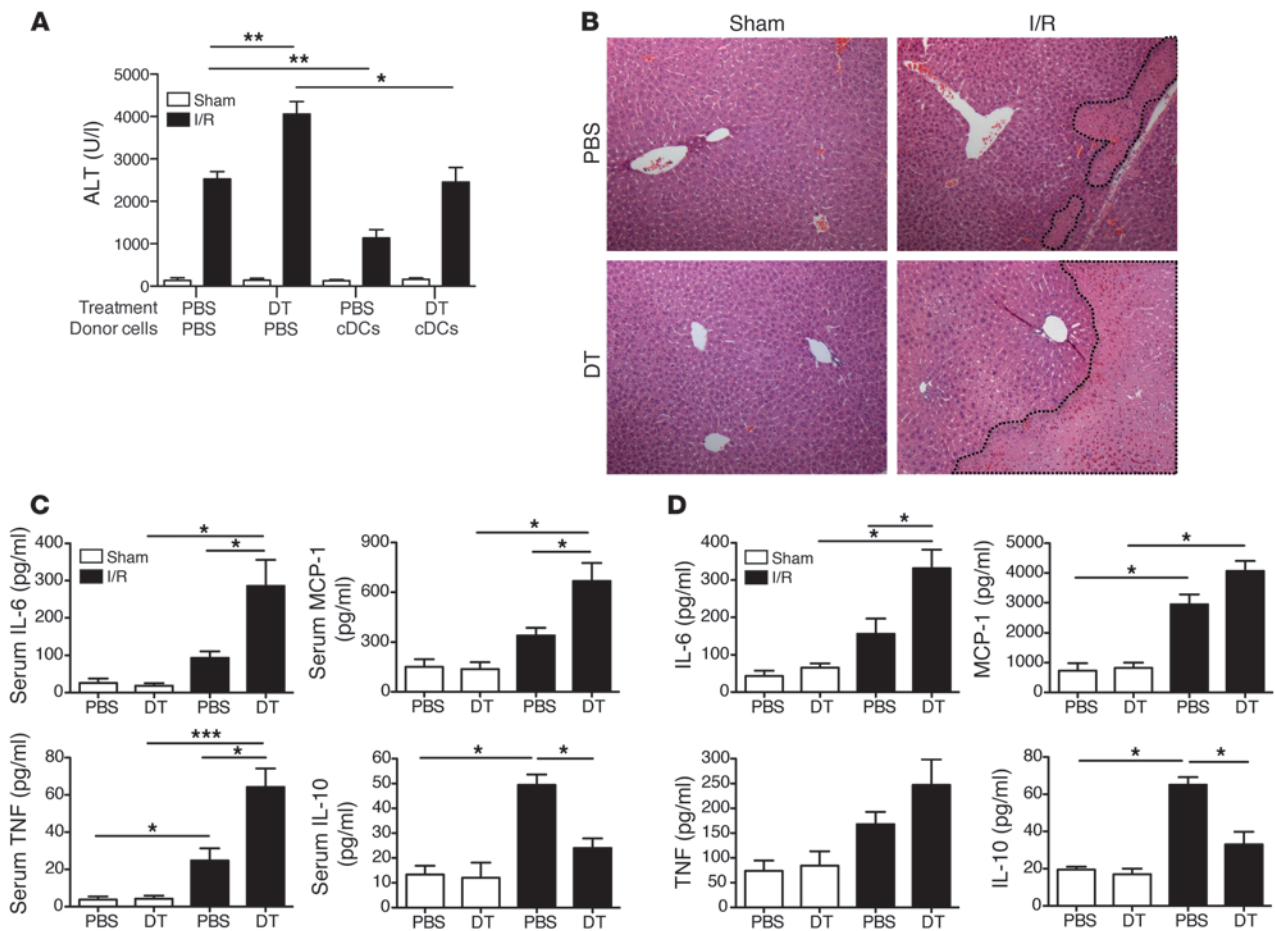 A
**
**
*
5000
4000
3000
2000
1000
0
ALT (U/l)
Sham
I/R
Treatment PBS DT PBS DT
Donor cells PBS PBS cDCs cDCs
B
Sham I/R
PBS
DT
C
*
*
400
300
200
100
0
Serum IL-6 (pg/ml)
Sham
I/R
PBS DT PBS DT
*
*
900
600
300
0
Serum MCP-1
(pg/ml)
PBS DT PBS DT
***
*
*
80
60
40
20
0
Serum TNF (pg/ml)
PBS DT PBS DT
* *
60
50
40
30
20
10
0
Serum IL-10
(pg/ml)
PBS DT PBS DT
D
*
*
400
300
200
100
0
IL-6 (pg/ml)
Sham
I/R
PBS DT PBS DT
*
*
5000
4000
3000
2000
1000
0
MCP-1 (pg/ml)
PBS DT PBS DT
300
250
200
150
100
50
0
TNF (pg/ml)
PBS DT PBS DT
* *
80
60
40
20
0
IL-10 (pg/ml)
PBS DT PBS DT